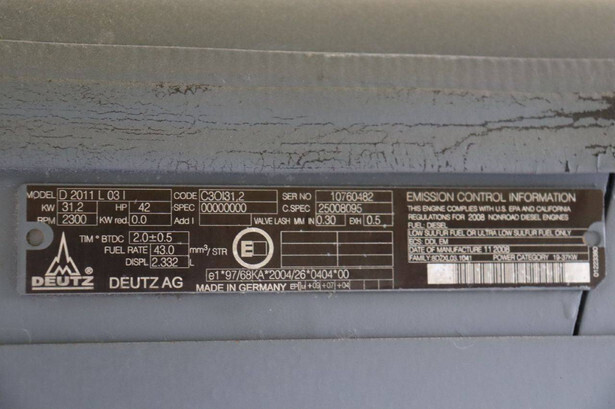 MODEL D 2011 L 03 I CODE C3OI31,2 SER NO 10760482
KW 31,2 HP 42 SPEC 00000000 C.SPEC 25008095
RPM 2300 KW red. 0.0 Add I VALVE LASH MM IN 0.30 EXH 0.5
TIM ° BTDC 2.0±0.5
FUEL RATE 43.0 mm³/STR
DISPL 2.332
E
DEUTZ ® DEUTZ AG
e1*97/68KA*2004/26*0404*00
MADE IN GERMANY
EMISSION CONTROL INFORMATION
THIS ENGINE COMPLIES WITH U.S. EPA AND CALIFORNIA
REGULATIONS FOR 2008 NONROAD DIESEL ENGINES
FUEL: DIESEL
LOW SULFUR FUEL OR ULTRA LOW SULFUR FUEL ONLY
ECS: DDI, EM
DATE OF MANUFACTURE 11.2008
FAMILY: 8DZXL03.1041 POWER CATEGORY 19-37KW